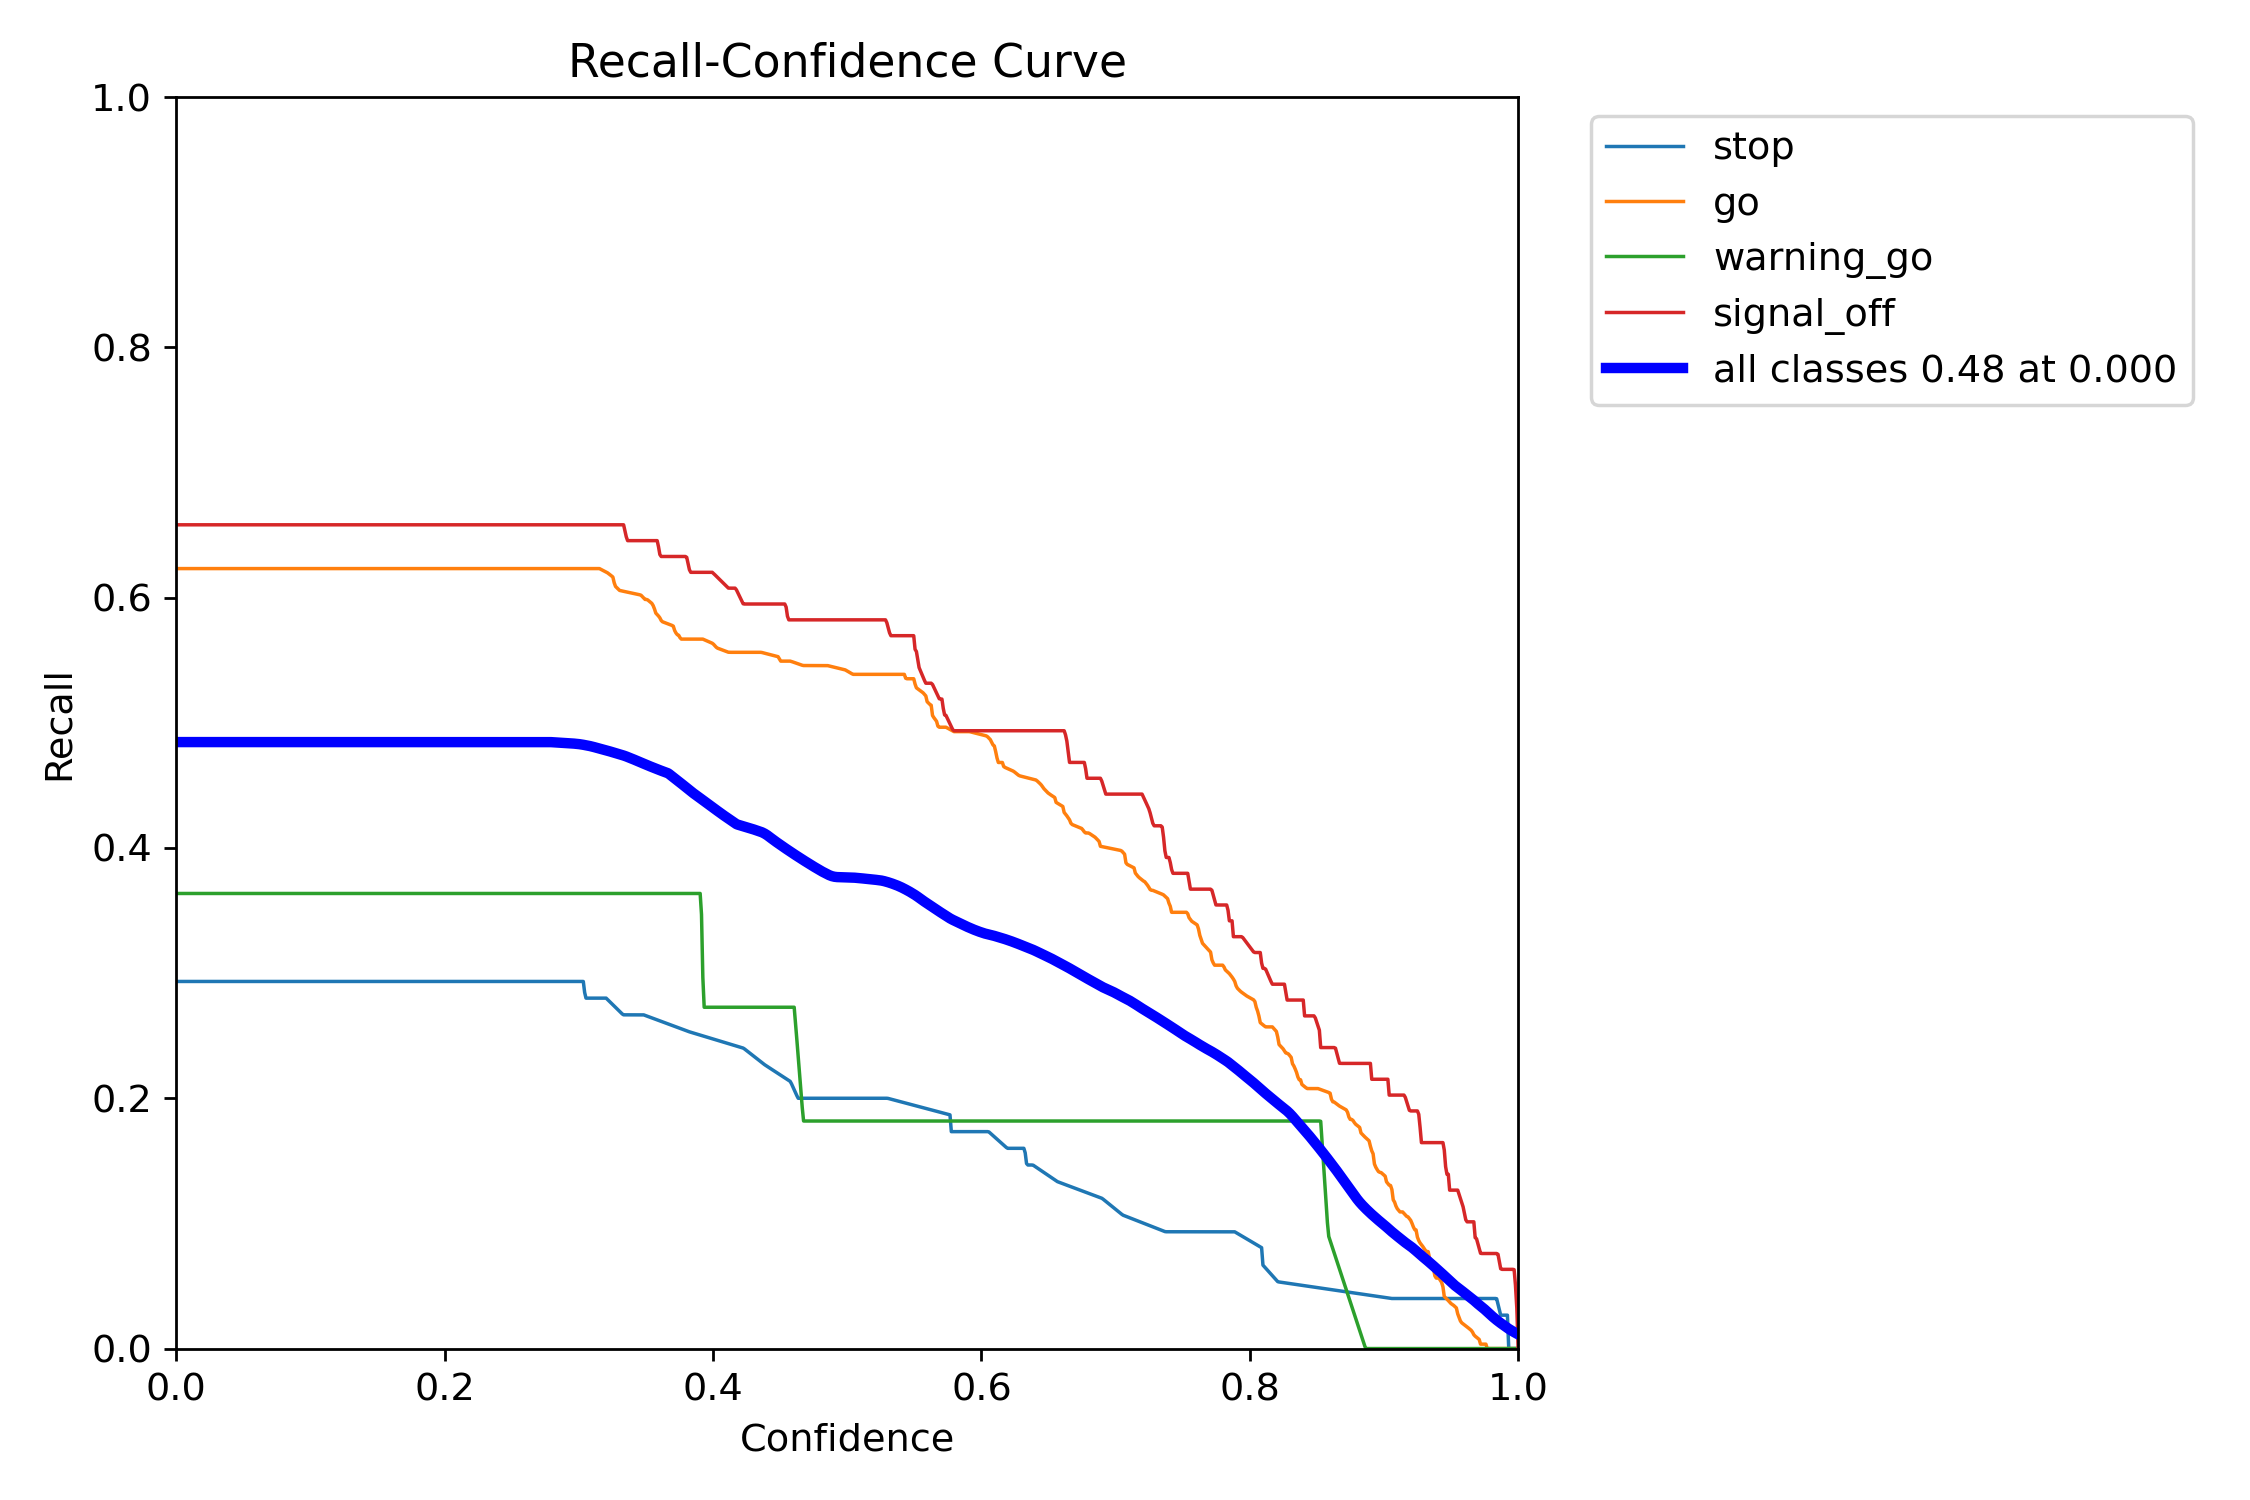 Recall-Confidence Curve
1.0
0.8
0.6
0.4
0.2
0.0
Recall
0.0 0.2 0.4 0.6 0.8 1.0
Confidence
stop
go
warning_go
signal_off
all classes 0.48 at 0.000